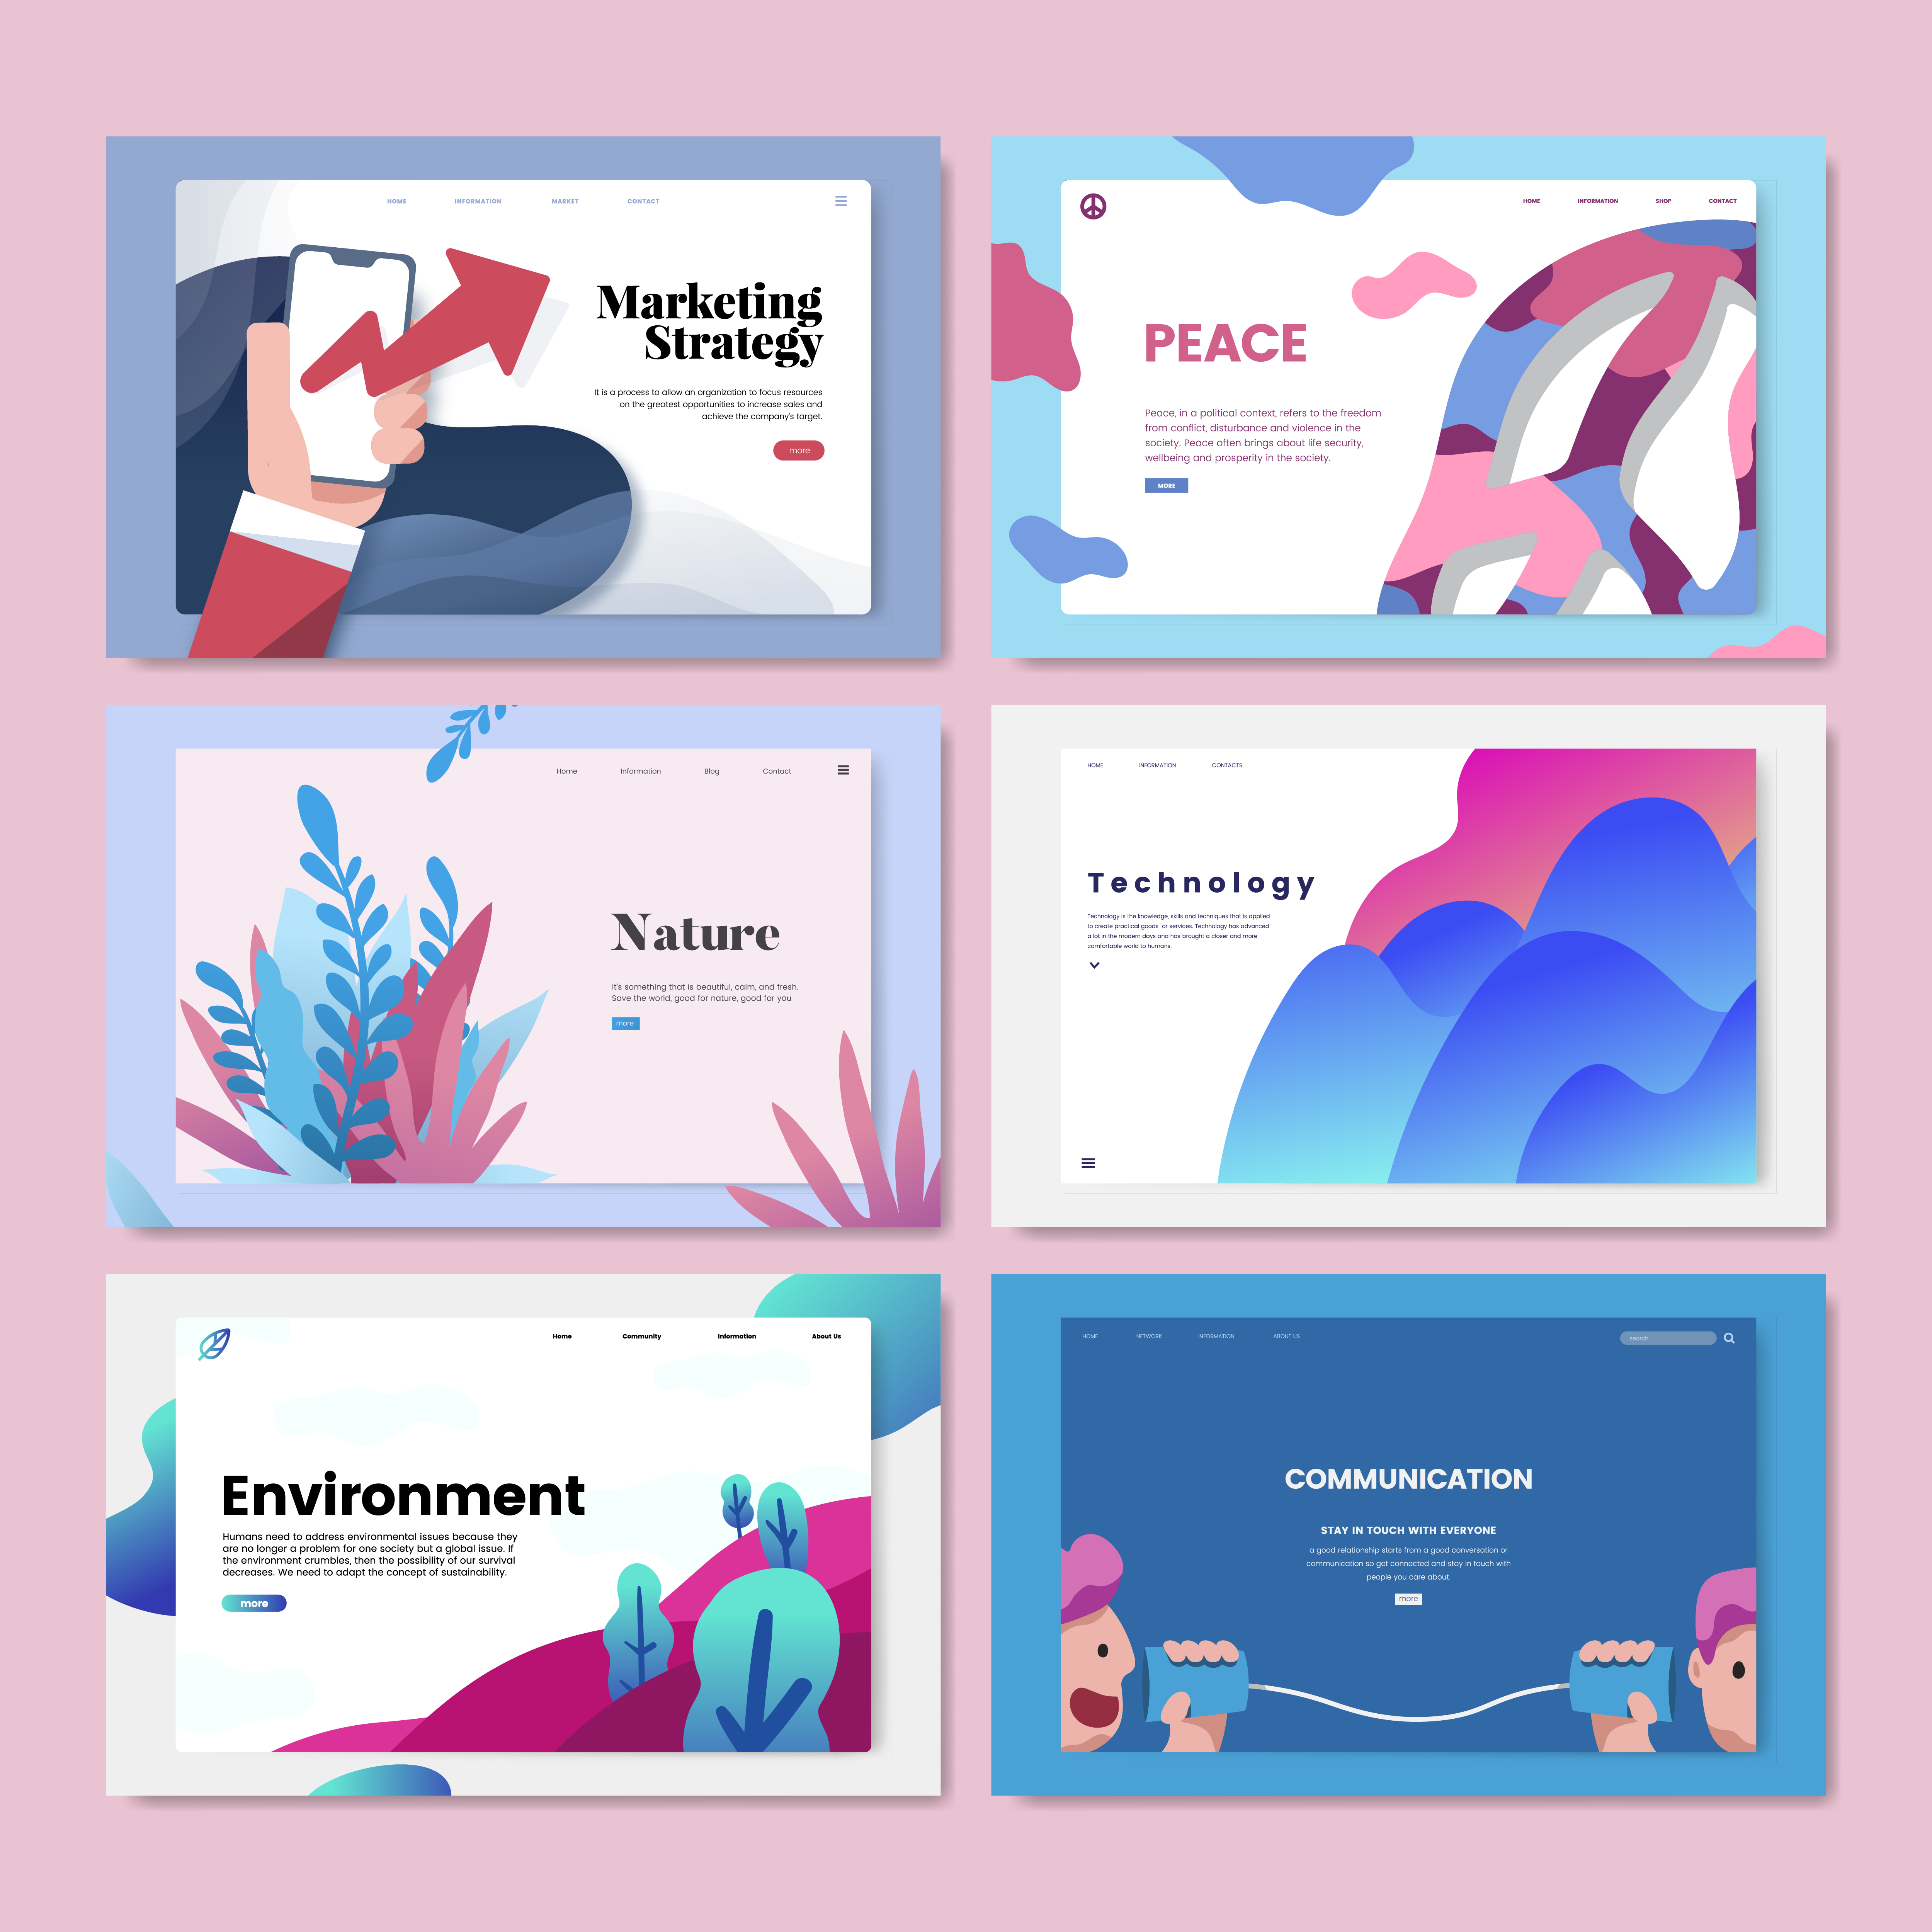 HOME INFORMATION MARKET CONTACT
Marketing
Strategy
It is a process to allow an organization to focus resources
on the greatest opportunities to increase sales and
achieve the company's target.
more
HOME INFORMATION SHOP CONTACT
PEACE
Peace, in a political context, refers to the freedom
from conflict, disturbance and violence in the
society. Peace often brings about life security,
wellbeing and prosperity in the society.
MORE
Home Information Blog Contact
Nature
it's something that is beautiful, calm, and fresh.
Save the world, good for nature, good for you
more
HOME INFORMATION CONTACTS
Technology
Technology is the knowledge, skills and techniques that is applied
to create practical goods or services. Technology has advanced
a lot in the modern days and has brought a closer and more
comfortable world to humans.
Home Community Information About Us
Environment
Humans need to address environmental issues because they
are no longer a problem for one society but a global issue. If
the environment crumbles, then the possibility of our survival
decreases. We need to adapt the concept of sustainability.
more
HOME NETWORK INFORMATION ABOUT US search
COMMUNICATION
STAY IN TOUCH WITH EVERYONE
a good relationship starts from a good conversation or
communication so get connected and stay in touch with
people you care about.
more